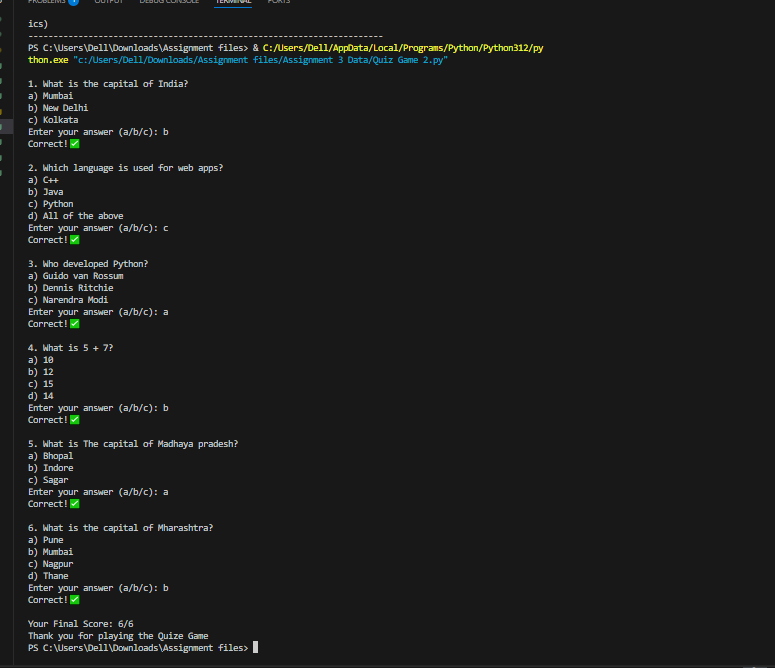 PROBLEMS 1 OUTPUT DEBUG CONSOLE TERMINAL PORTS
ics)
-----------------------------------------------------------------------
PS C:\Users\Dell\Downloads\Assignment files> & C:/Users/Dell/AppData/Local/Programs/Python/Python312/py
thon.exe "c:/Users/Dell/Downloads/Assignment files/Assignment 3 Data/Quiz Game 2.py"
1. What is the capital of India?
a) Mumbai
b) New Delhi
c) Kolkata
Enter your answer (a/b/c): b
Correct!✅
2. Which language is used for web apps?
a) C++
b) Java
c) Python
d) All of the above
Enter your answer (a/b/c): c
Correct!✅
3. Who developed Python?
a) Guido van Rossum
b) Dennis Ritchie
c) Narendra Modi
Enter your answer (a/b/c): a
Correct!✅
4. What is 5 + 7?
a) 10
b) 12
c) 15
d) 14
Enter your answer (a/b/c): b
Correct!✅
5. What is The capital of Madhaya pradesh?
a) Bhopal
b) Indore
c) Sagar
Enter your answer (a/b/c): a
Correct!✅
6. What is the capital of Mharashtra?
a) Pune
b) Mumbai
c) Nagpur
d) Thane
Enter your answer (a/b/c): b
Correct!✅
Your Final Score: 6/6
Thank you for playing the Quize Game
PS C:\Users\Dell\Downloads\Assignment files>